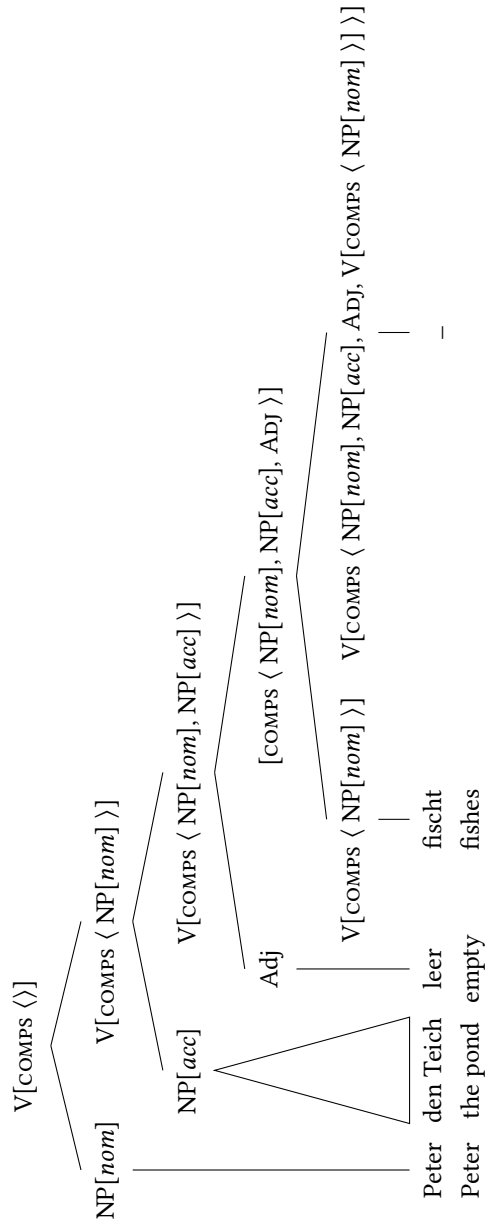 V[COMPS ⟨⟩]
NP[nom] V[COMPS ⟨ NP[nom] ⟩]
NP[acc] V[COMPS ⟨ NP[nom], NP[acc] ⟩]
Adj [COMPS ⟨ NP[nom], NP[acc], ADJ ⟩]
V[COMPS ⟨ NP[nom] ⟩] V[COMPS ⟨ NP[nom], NP[acc], ADJ, V[COMPS ⟨ NP[nom] ⟩] ⟩]
Peter den Teich leer fischt –
Peter the pond empty fishes